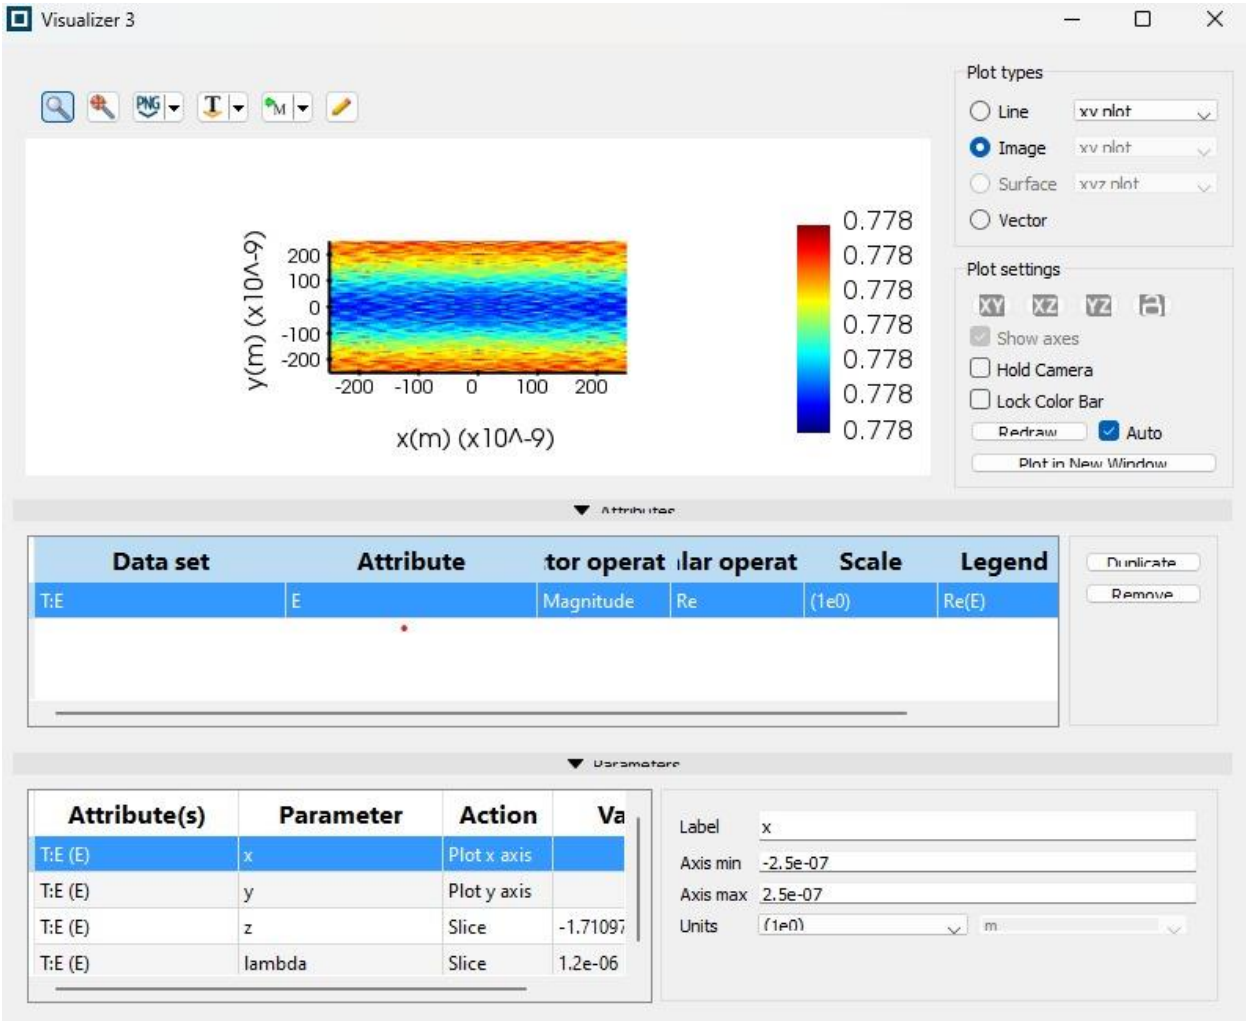 Visualizer 3
PNG
T
M
Plot types
Line xy plot
Image xy plot
Surface xyz plot
Vector
0.778
0.778
0.778
0.778
0.778
0.778
0.778
y(m) (x10^-9)
200
100
0
-100
-200
-200 -100 0 100 200
x(m) (x10^-9)
Plot settings
XY XZ YZ
Show axes
Hold Camera
Lock Color Bar
Redraw Auto
Plot in New Window
Attributes
Data set Attribute tor operat lar operat Scale Legend
T:E E Magnitude Re (1e0) Re(E)
Duplicate
Remove
Parameters
Attribute(s) Parameter Action Va
T:E (E) x Plot x axis
T:E (E) y Plot y axis
T:E (E) z Slice -1.71097
T:E (E) lambda Slice 1.2e-06
Label x
Axis min -2.5e-07
Axis max 2.5e-07
Units (1e0) m